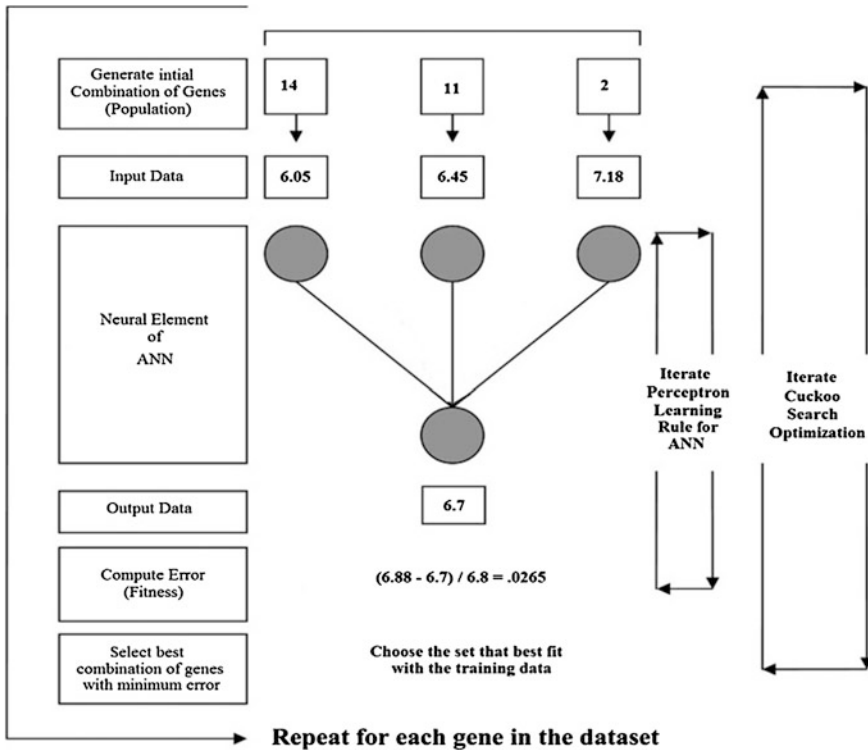 Generate intial
Combination of Genes
(Population)
14
11
2
Input Data
6.05
6.45
7.18
Neural Element
of
ANN
Iterate
Perceptron
Learning
Rule for
ANN
Iterate
Cuckoo
Search
Optimization
Output Data
6.7
Compute Error
(Fitness)
(6.88 - 6.7) / 6.8 = .0265
Select best
combination of genes
with minimum error
Choose the set that best fit
with the training data
Repeat for each gene in the dataset